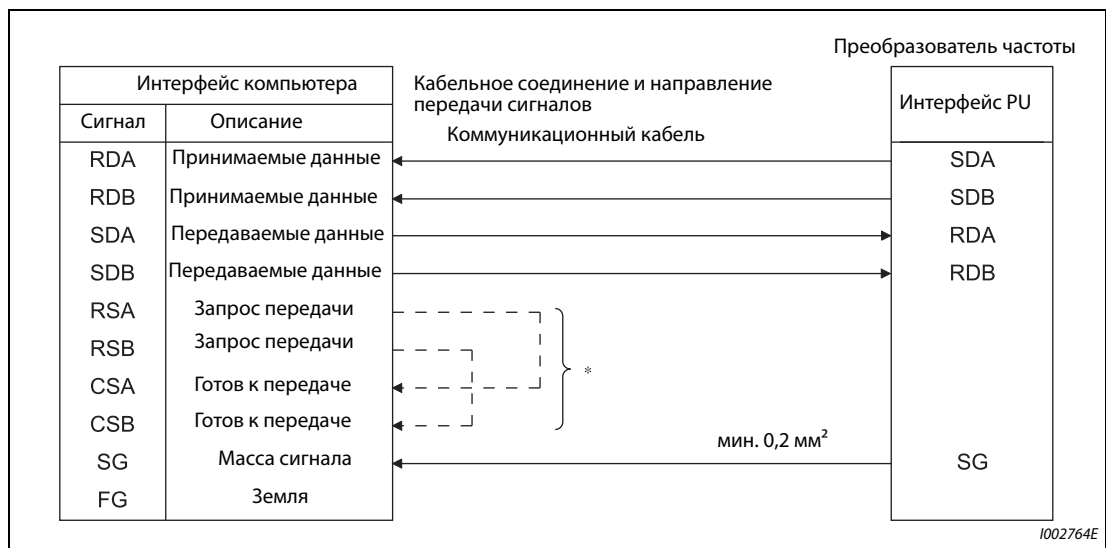 Преобразователь частоты
Интерфейс компьютера
Кабельное соединение и направление
передачи сигналов
Интерфейс PU
Сигнал Описание
Коммуникационный кабель
RDA Принимаемые данные SDA
RDB Принимаемые данные SDB
SDA Передаваемые данные RDA
SDB Передаваемые данные RDB
RSA Запрос передачи
RSB Запрос передачи
*
CSA Готов к передаче
CSB Готов к передаче
мин. 0,2 мм²
SG Масса сигнала SG
FG Земля
I002764E